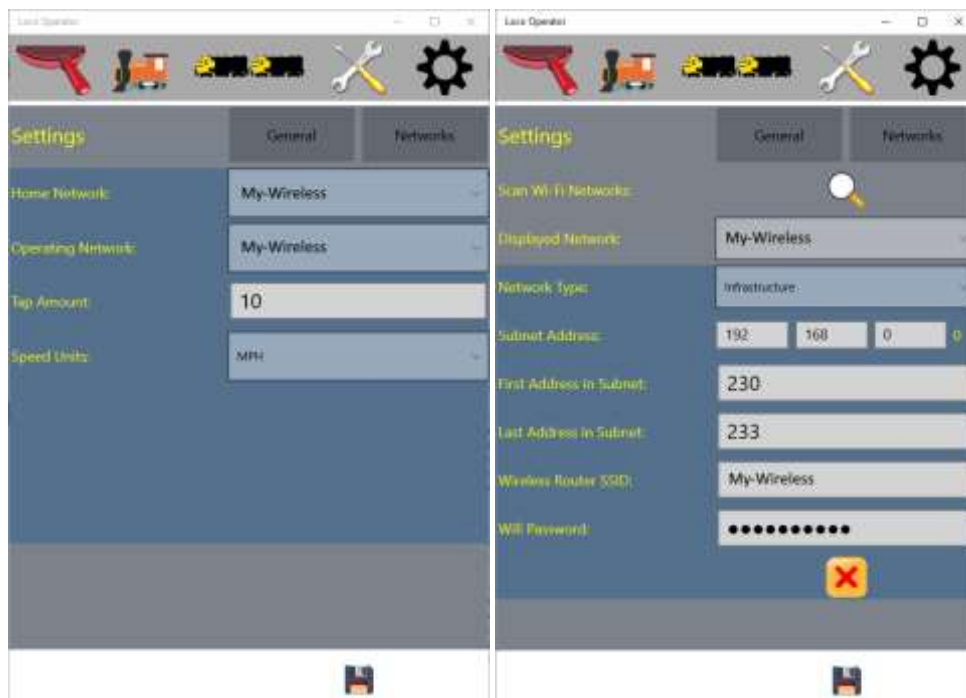 Loco Operator
Settings
General
Networks
Home Network:
My-Wireless
Operating Network:
My-Wireless
Tap Amount:
10
Speed Units:
MPH
Loco Operator
Settings
General
Networks
Scan Wi-Fi Networks:
Displayed Network:
My-Wireless
Network Type:
Infrastructure
Subnet Address:
192 168 0 0
First Address in Subnet:
230
Last Address in Subnet:
233
Wireless Router SSID:
My-Wireless
Wifi Password:
●●●●●●●●●●